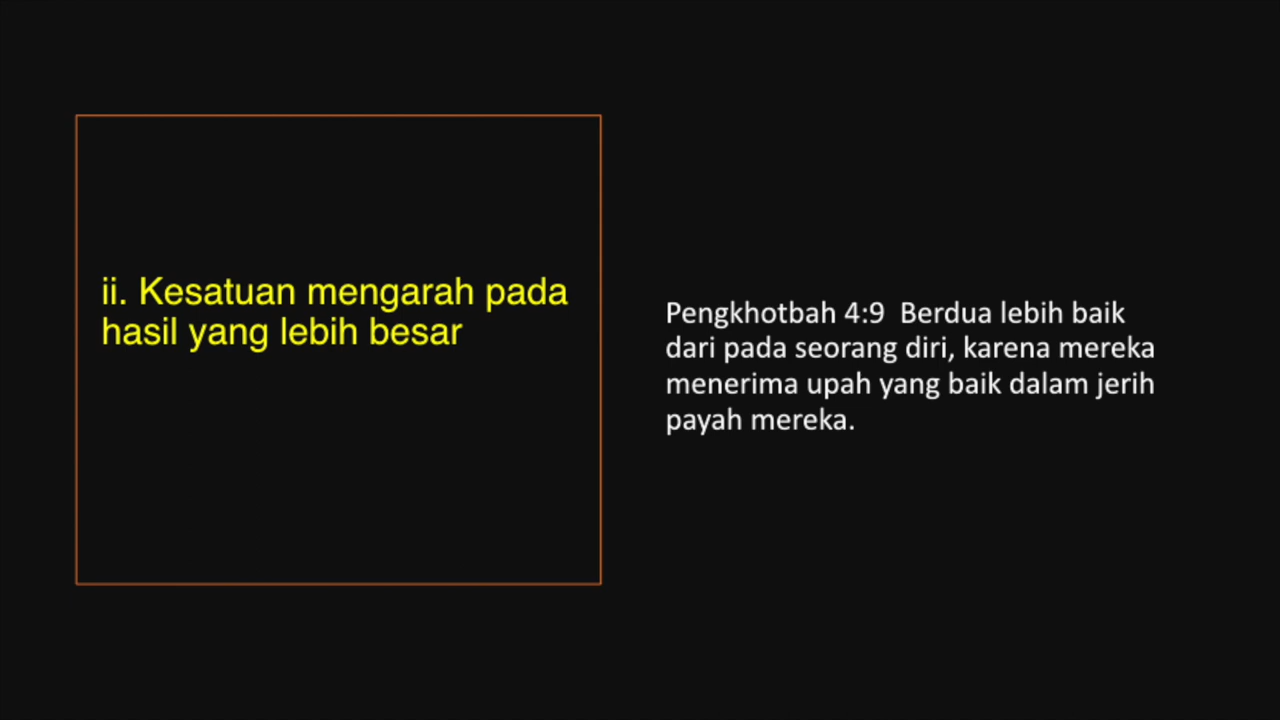 ii. Kesatuan mengarah pada
hasil yang lebih besar
Pengkhotbah 4:9  Berdua lebih baik
dari pada seorang diri, karena mereka
menerima upah yang baik dalam jerih
payah mereka.